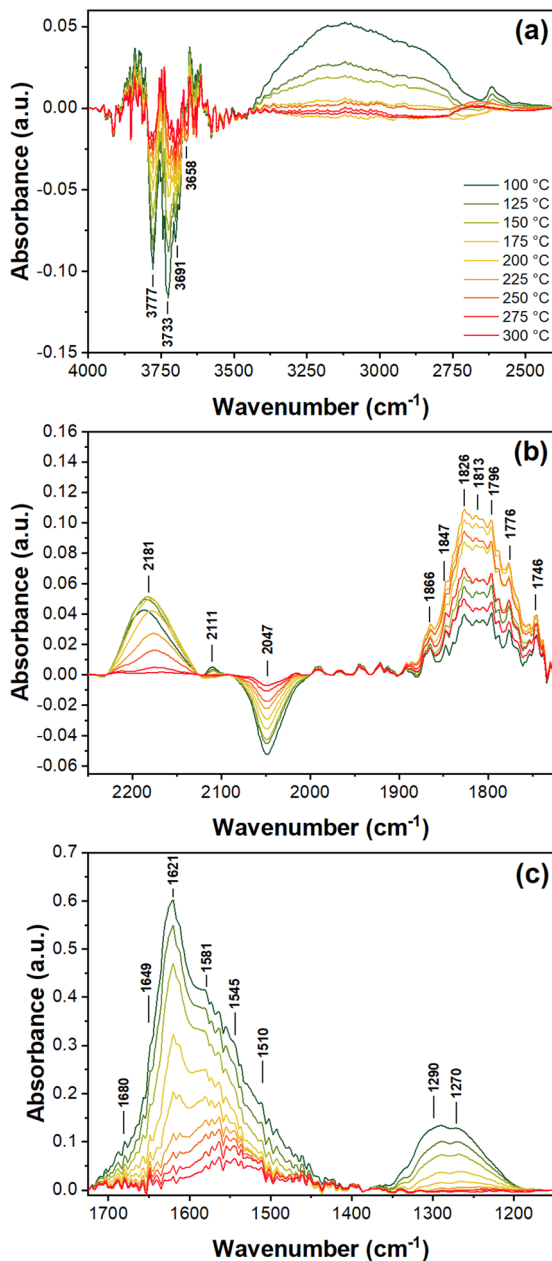 (a)
0.05
0.00
-0.05
-0.10
-0.15
Absorbance (a.u.)
3777
3733
3691
3658
100 °C
125 °C
150 °C
175 °C
200 °C
225 °C
250 °C
275 °C
300 °C
4000 3750 3500 3250 3000 2750 2500
Wavenumber (cm-1)
(b)
0.16
0.14
0.12
0.10
0.08
0.06
0.04
0.02
0.00
-0.02
-0.04
-0.06
Absorbance (a.u.)
2181
2111
2047
1866
1847
1826
1813
1796
1776
1746
2200 2100 2000 1900 1800
Wavenumber (cm-1)
(c)
0.7
0.6
0.5
0.4
0.3
0.2
0.1
0.0
Absorbance (a.u.)
1680
1649
1621
1581
1545
1510
1290
1270
1700 1600 1500 1400 1300 1200
Wavenumber (cm-1)